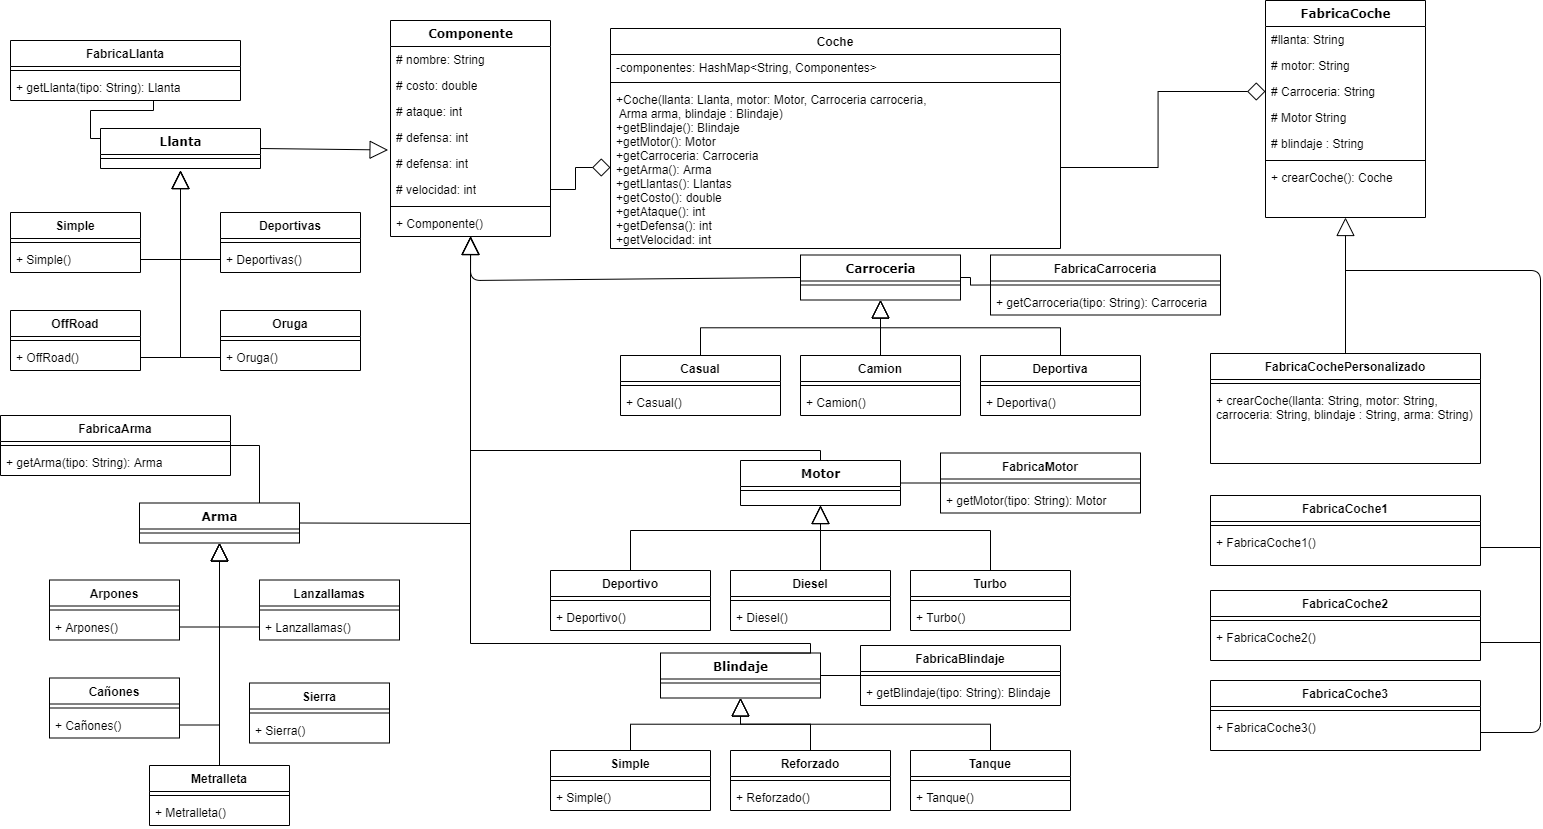 FabricaLlanta
+ getLlanta(tipo: String): Llanta
Llanta
Simple
+ Simple()
Deportivas
+ Deportivas()
OffRoad
+ OffRoad()
Oruga
+ Oruga()
Componente
# nombre: String
# costo: double
# ataque: int
# defensa: int
# defensa: int
# velocidad: int
+ Componente()
Coche
-componentes: HashMap<String, Componentes>
+Coche(llanta: Llanta, motor: Motor, Carroceria carroceria,
Arma arma, blindaje : Blindaje)
+getBlindaje(): Blindaje
+getMotor(): Motor
+getCarroceria: Carroceria
+getArma(): Arma
+getLlantas(): Llantas
+getCosto(): double
+getAtaque(): int
+getDefensa(): int
+getVelocidad: int
FabricaCoche
#llanta: String
# motor: String
# Carroceria: String
# Motor String
# blindaje : String
+ crearCoche(): Coche
Carroceria
FabricaCarroceria
+ getCarroceria(tipo: String): Carroceria
Casual
+ Casual()
Camion
+ Camion()
Deportiva
+ Deportiva()
FabricaCochePersonalizado
+ crearCoche(llanta: String, motor: String,
carroceria: String, blindaje : String, arma: String)
FabricaArma
+ getArma(tipo: String): Arma
Arma
Arpones
+ Arpones()
Lanzallamas
+ Lanzallamas()
Cañones
+ Cañones()
Sierra
+ Sierra()
Metralleta
+ Metralleta()
Motor
FabricaMotor
+ getMotor(tipo: String): Motor
Deportivo
+ Deportivo()
Diesel
+ Diesel()
Turbo
+ Turbo()
Blindaje
FabricaBlindaje
+ getBlindaje(tipo: String): Blindaje
Simple
+ Simple()
Reforzado
+ Reforzado()
Tanque
+ Tanque()
FabricaCoche1
+ FabricaCoche1()
FabricaCoche2
+ FabricaCoche2()
FabricaCoche3
+ FabricaCoche3()